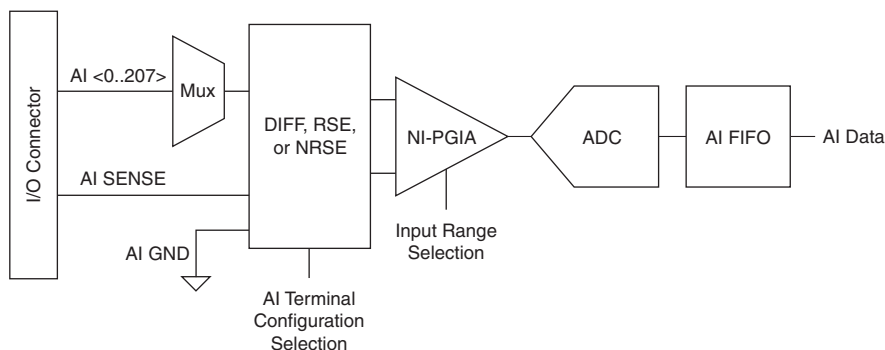 I/O Connector
AI <0..207>
Mux
AI SENSE
AI GND
DIFF, RSE,
or NRSE
AI Terminal
Configuration
Selection
NI-PGIA
Input Range
Selection
ADC
AI FIFO
AI Data